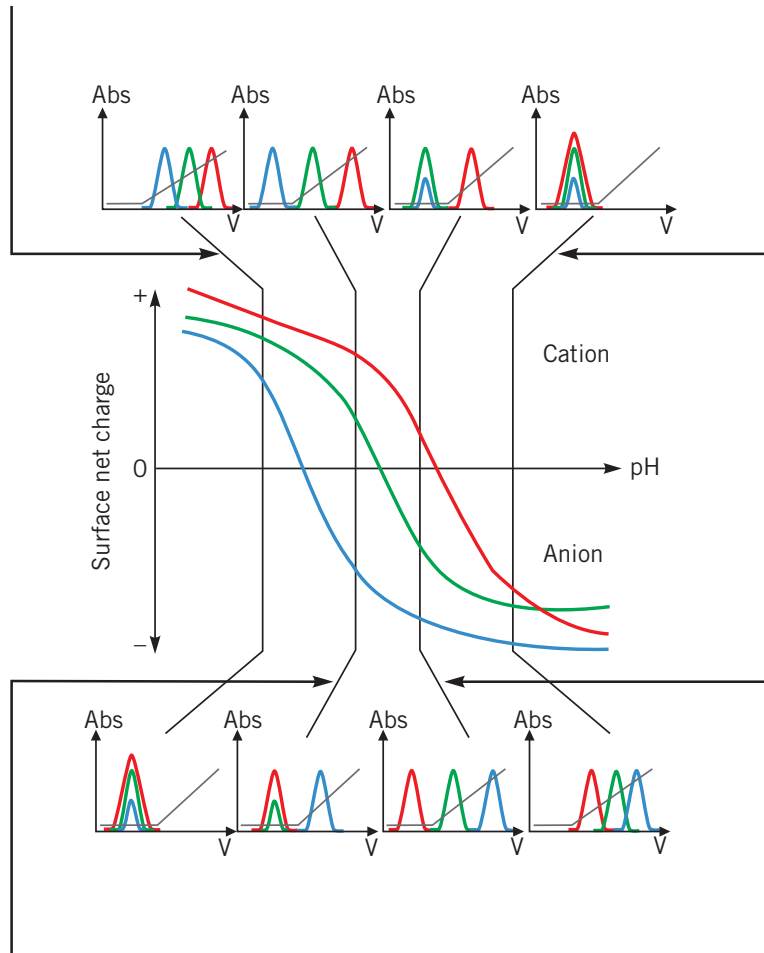 Abs
Abs
Abs
Abs
V
V
V
V
+
Cation
Surface net charge
0
pH
Anion
–
Abs
Abs
Abs
Abs
V
V
V
V